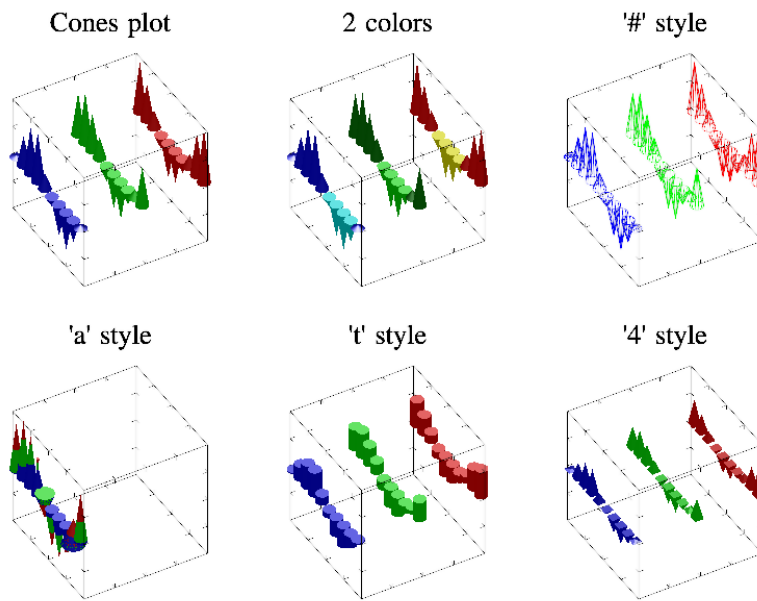 Cones plot
2 colors
'#' style
'a' style
't' style
'4' style